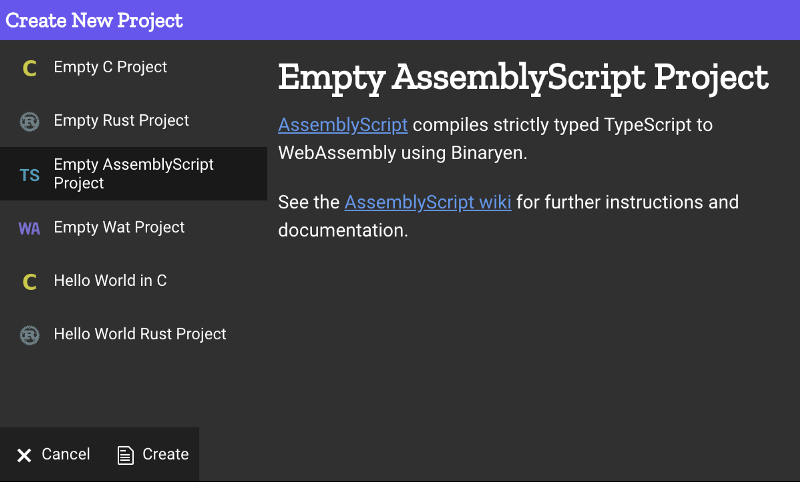 Create New Project
C Empty C Project
R Empty Rust Project
TS Empty AssemblyScript
Project
WA Empty Wat Project
C Hello World in C
R Hello World Rust Project
Empty AssemblyScript Project
AssemblyScript compiles strictly typed TypeScript to
WebAssembly using Binaryen.
See the AssemblyScript wiki for further instructions and
documentation.
Cancel Create